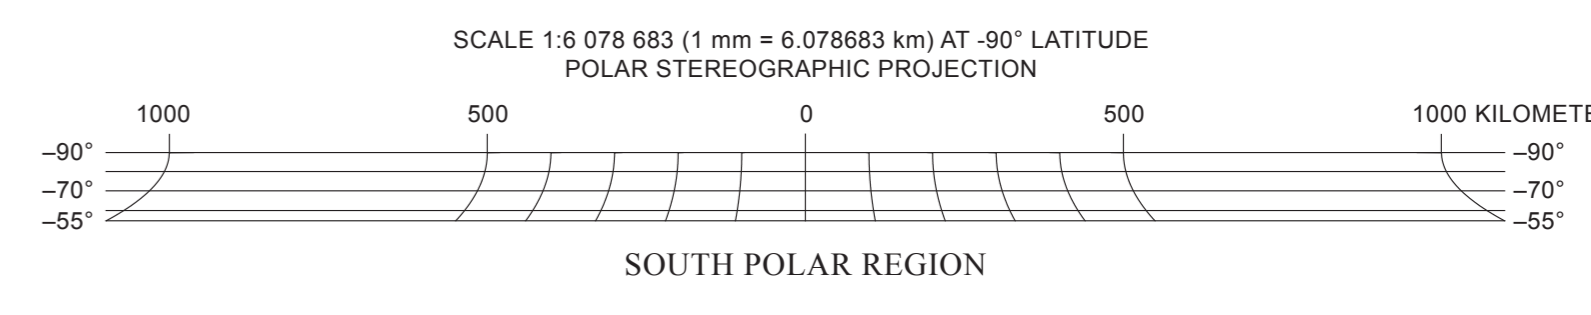 SCALE 1:6 078 683 (1 mm = 6.078683 km) AT -90° LATITUDE
POLAR STEREOGRAPHIC PROJECTION
1000 500 0 500 1000 KILOMETE
–90° –90°
–70° –70°
–55° –55°
SOUTH POLAR REGION